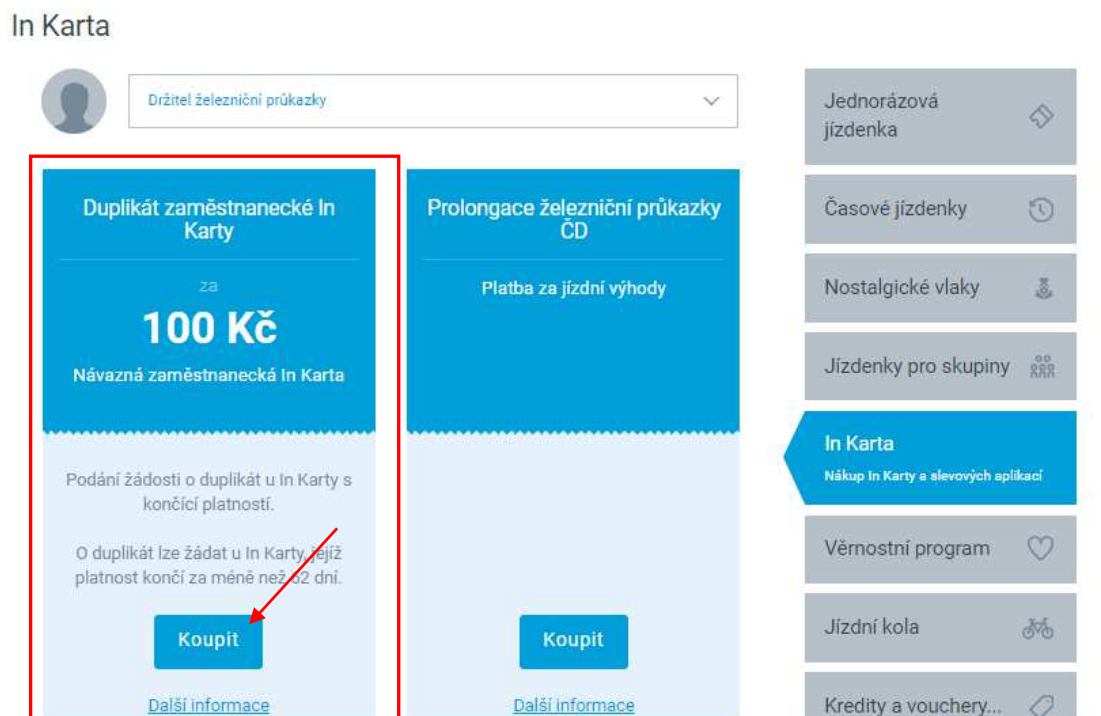 In Karta
Držitel železniční průkazky
Duplikát zaměstnanecké In
Karty
za
100 Kč
Návazná zaměstnanecká In Karta
Podání žádosti o duplikát u In Karty s
končící platností.
O duplikát lze žádat u In Karty, jejíž
platnost končí za méně než 62 dní.
Koupit
Další informace
Prolongace železniční průkazky
ČD
Platba za jízdní výhody
Koupit
Další informace
Jednorázová
jízdenka
Časové jízdenky
Nostalgické vlaky
Jízdenky pro skupiny
In Karta
Nákup In Karty a slevových aplikací
Věrnostní program
Jízdní kola
Kredity a vouchery...